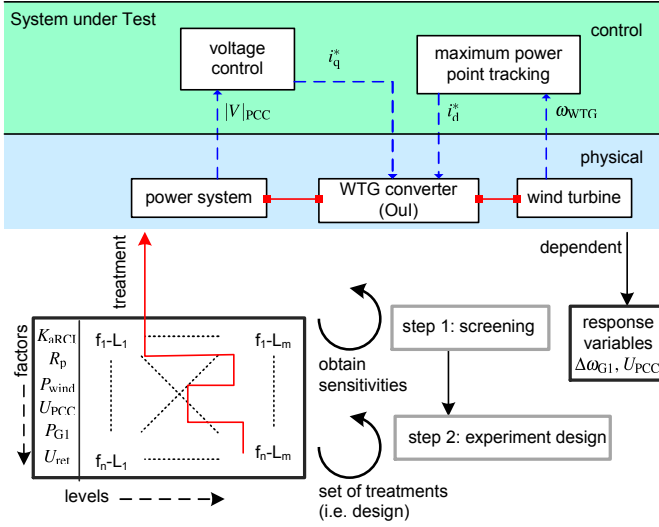 System under Test
control
voltage
control
i*q
maximum power
point tracking
|V|PCC
i*d
ωWTG
physical
power system
WTG converter
(OuI)
wind turbine
treatment
dependent
factors
KaRCI
Rp
Pwind
UPCC
PG1
Uret
f1-L1
f1-Lm
fn-L1
fn-Lm
levels
obtain
sensitivities
set of treatments
(i.e. design)
step 1: screening
step 2: experiment design
response
variables
ΔωG1, UPCC